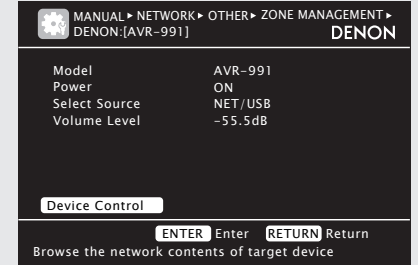 MANUAL ▸ NETWORK ▸ OTHER ▸ ZONE MANAGEMENT ▸
DENON:[AVR-991]
DENON
Model AVR-991
Power ON
Select Source NET/USB
Volume Level –55.5dB
Device Control
ENTER Enter RETURN Return
Browse the network contents of target device